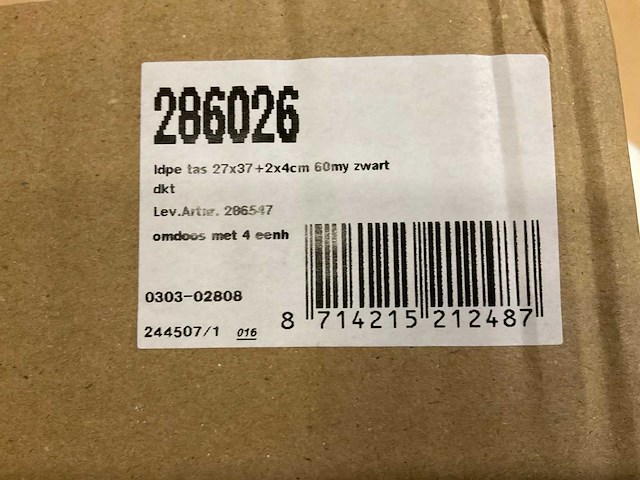 286026
ldpe tas 27x37+2x4cm 60my zwart
dkt
Lev.Artnr. 286547
omdoos met 4 eenh
0303-02808
244507/1 016
8 714215 212487